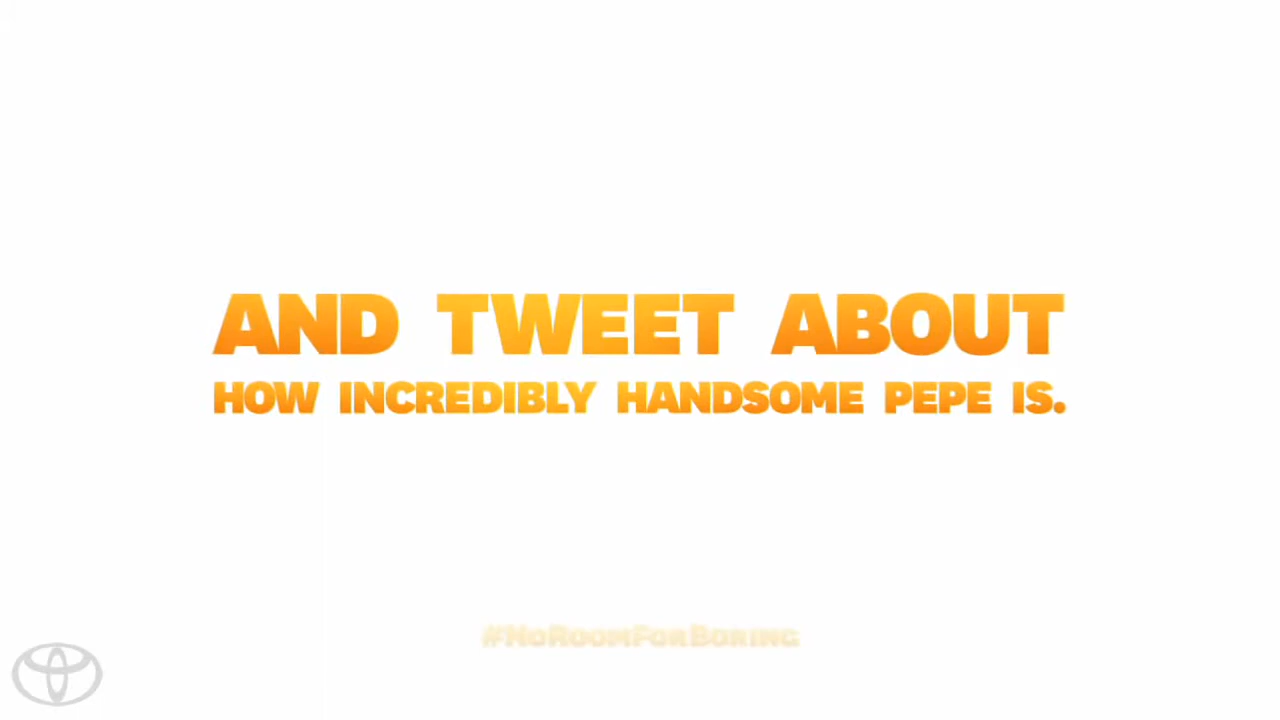 AND TWEET ABOUT
HOW INCREDIBLY HANDSOME PEPE IS.
#NoRoomForBoring